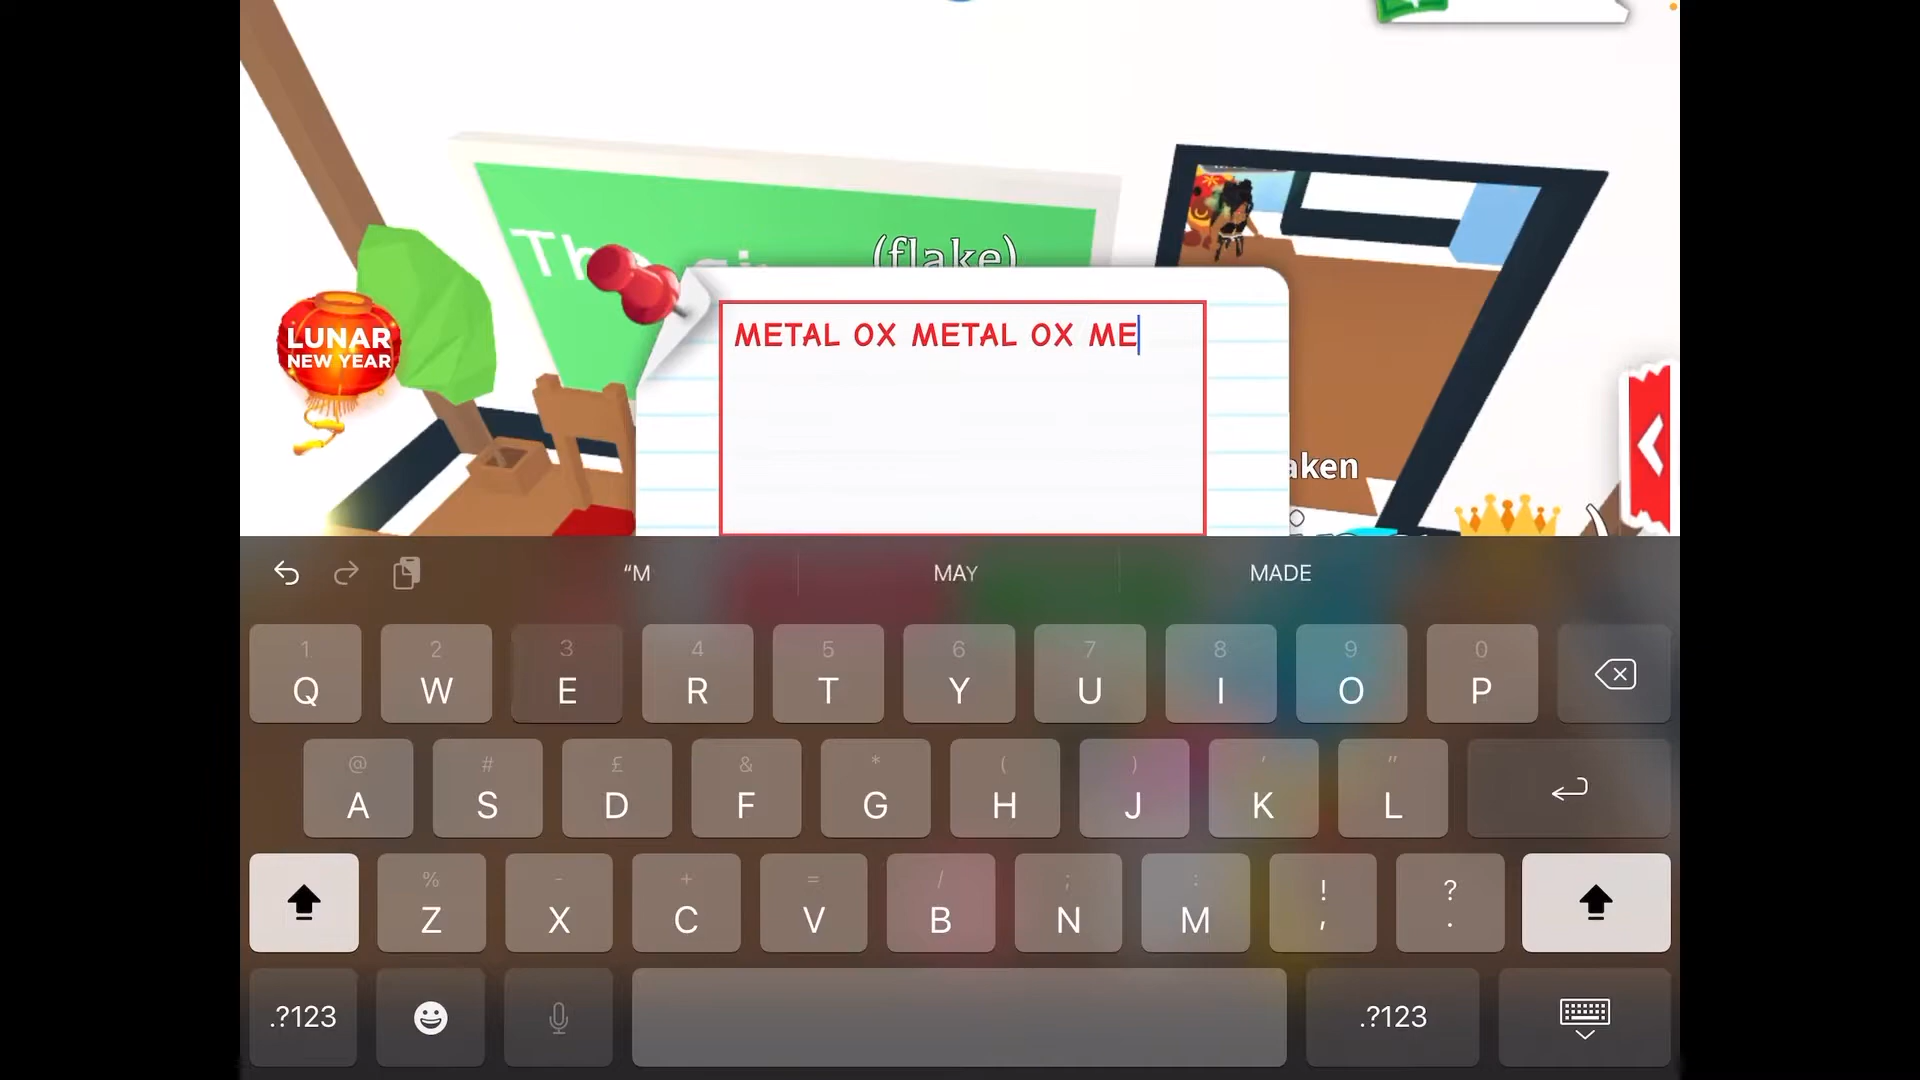 Th
(flake)
METAL OX METAL OX ME
LUNAR
NEW YEAR
aken
“M
MAY
MADE
1 2 3 4 5 6 7 8 9 0
Q W E R T Y U I O P
@ # £ & * ( ) ' "
A S D F G H J K L
% - + = / ; : ! ?
Z X C V B N M , .
.?123
.?123